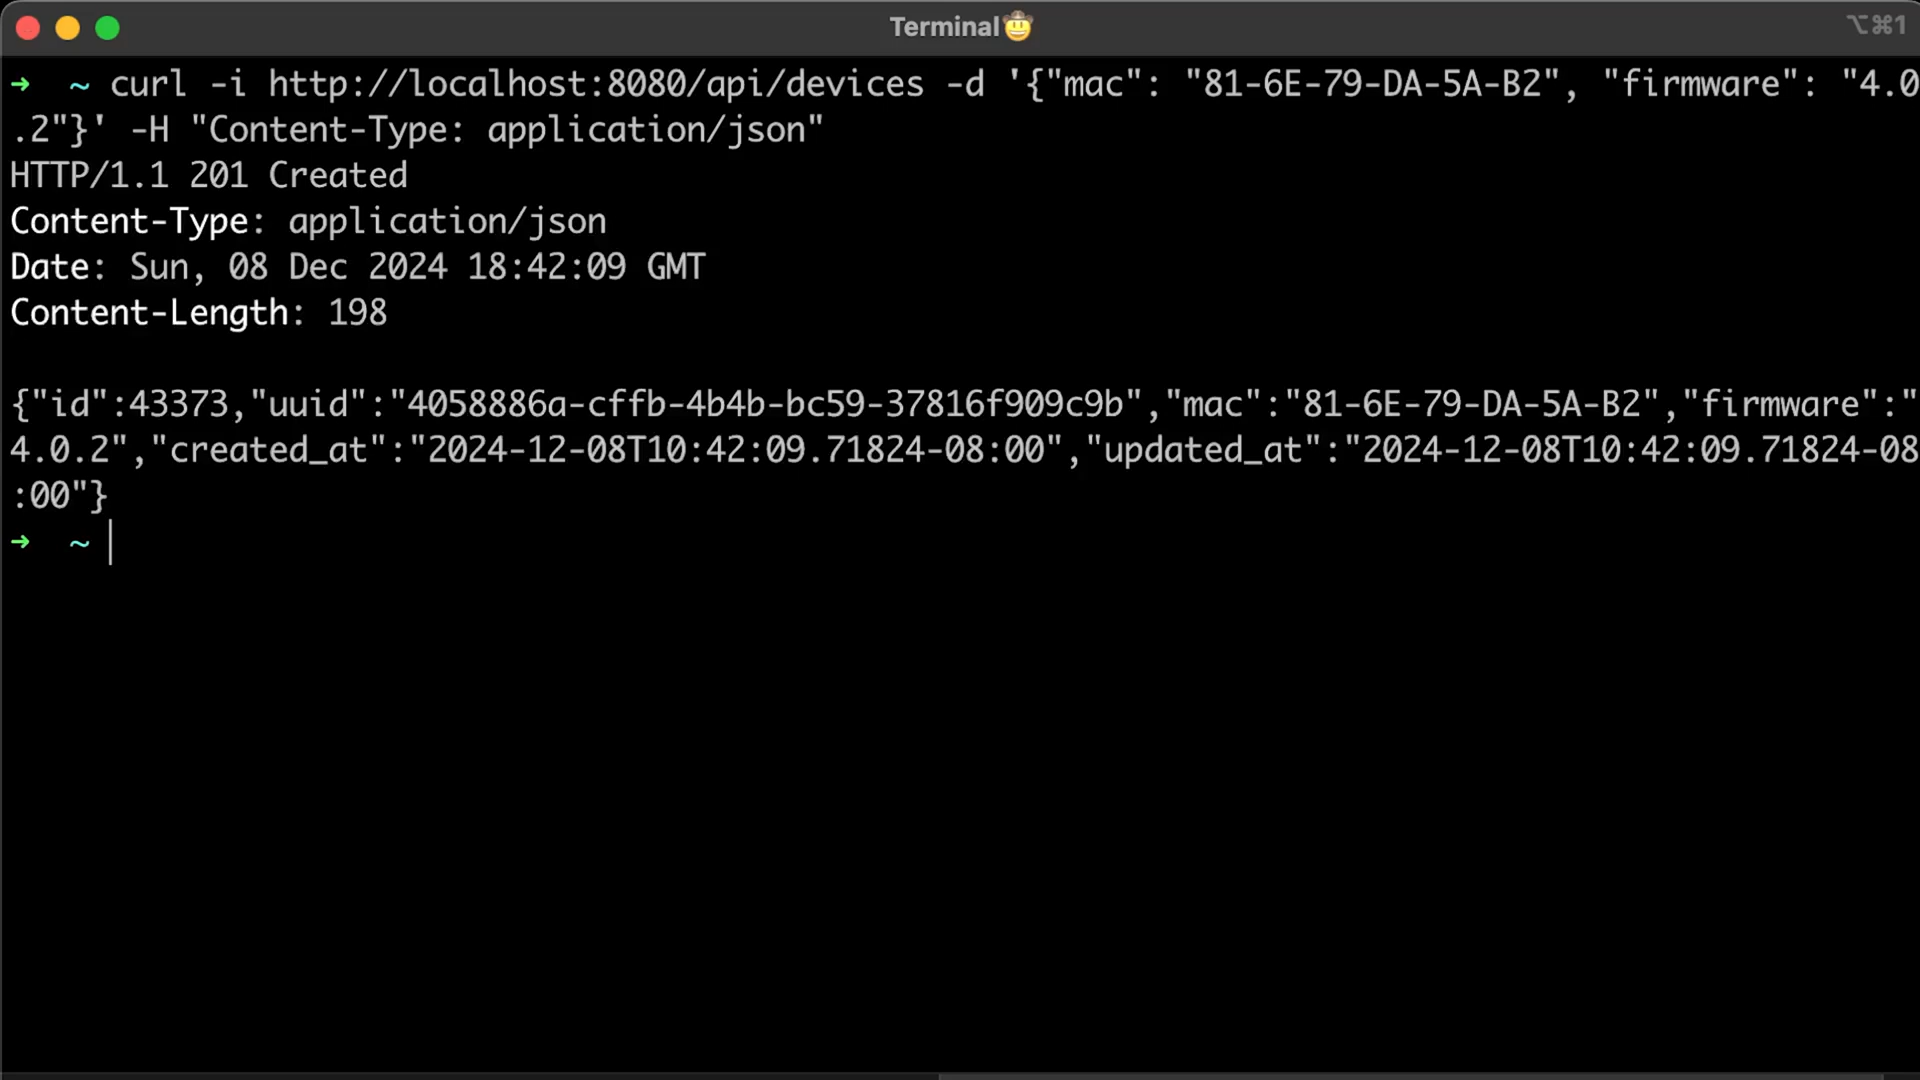 Terminal🤠
⌥⌘1
➜  ~ curl -i http://localhost:8080/api/devices -d '{"mac": "81-6E-79-DA-5A-B2", "firmware": "4.0
.2"}' -H "Content-Type: application/json"
HTTP/1.1 201 Created
Content-Type: application/json
Date: Sun, 08 Dec 2024 18:42:09 GMT
Content-Length: 198
{"id":43373,"uuid":"4058886a-cffb-4b4b-bc59-37816f909c9b","mac":"81-6E-79-DA-5A-B2","firmware":"
4.0.2","created_at":"2024-12-08T10:42:09.71824-08:00","updated_at":"2024-12-08T10:42:09.71824-08
:00"}
➜  ~